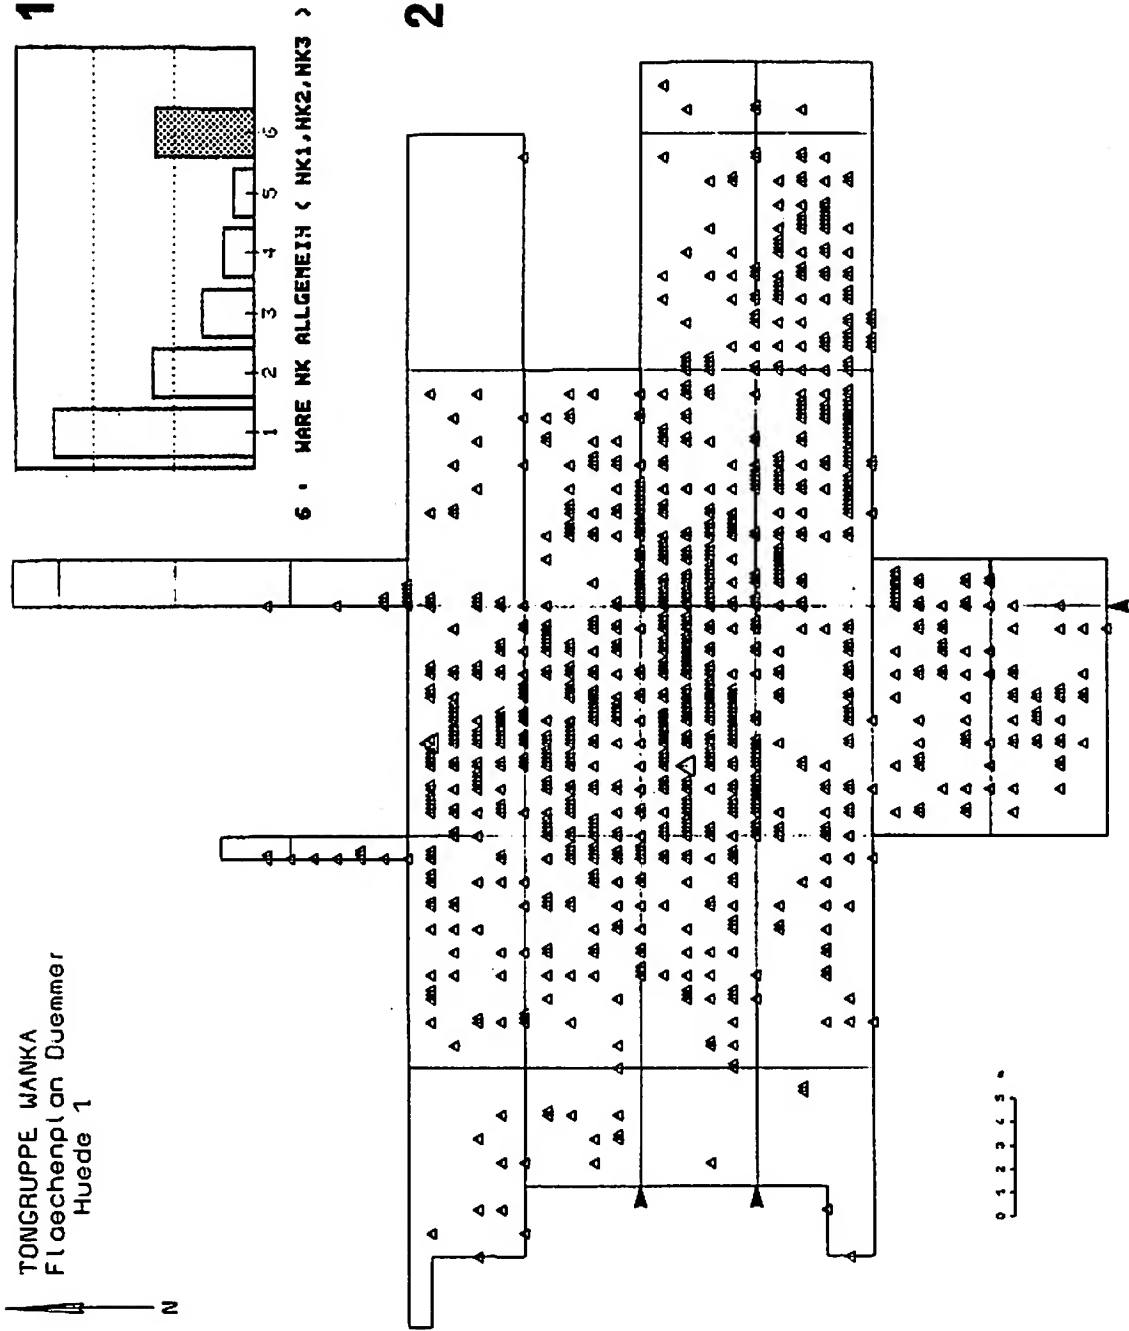 1
1 2 3 4 5 6
6 · WARE NK ALLGEMEIN < NK1,NK2,NK3 >
2
TONGRUPPE WANKA
Flaechenplan Duemmer
Huede 1
N
0 1 2 3 4 5 m